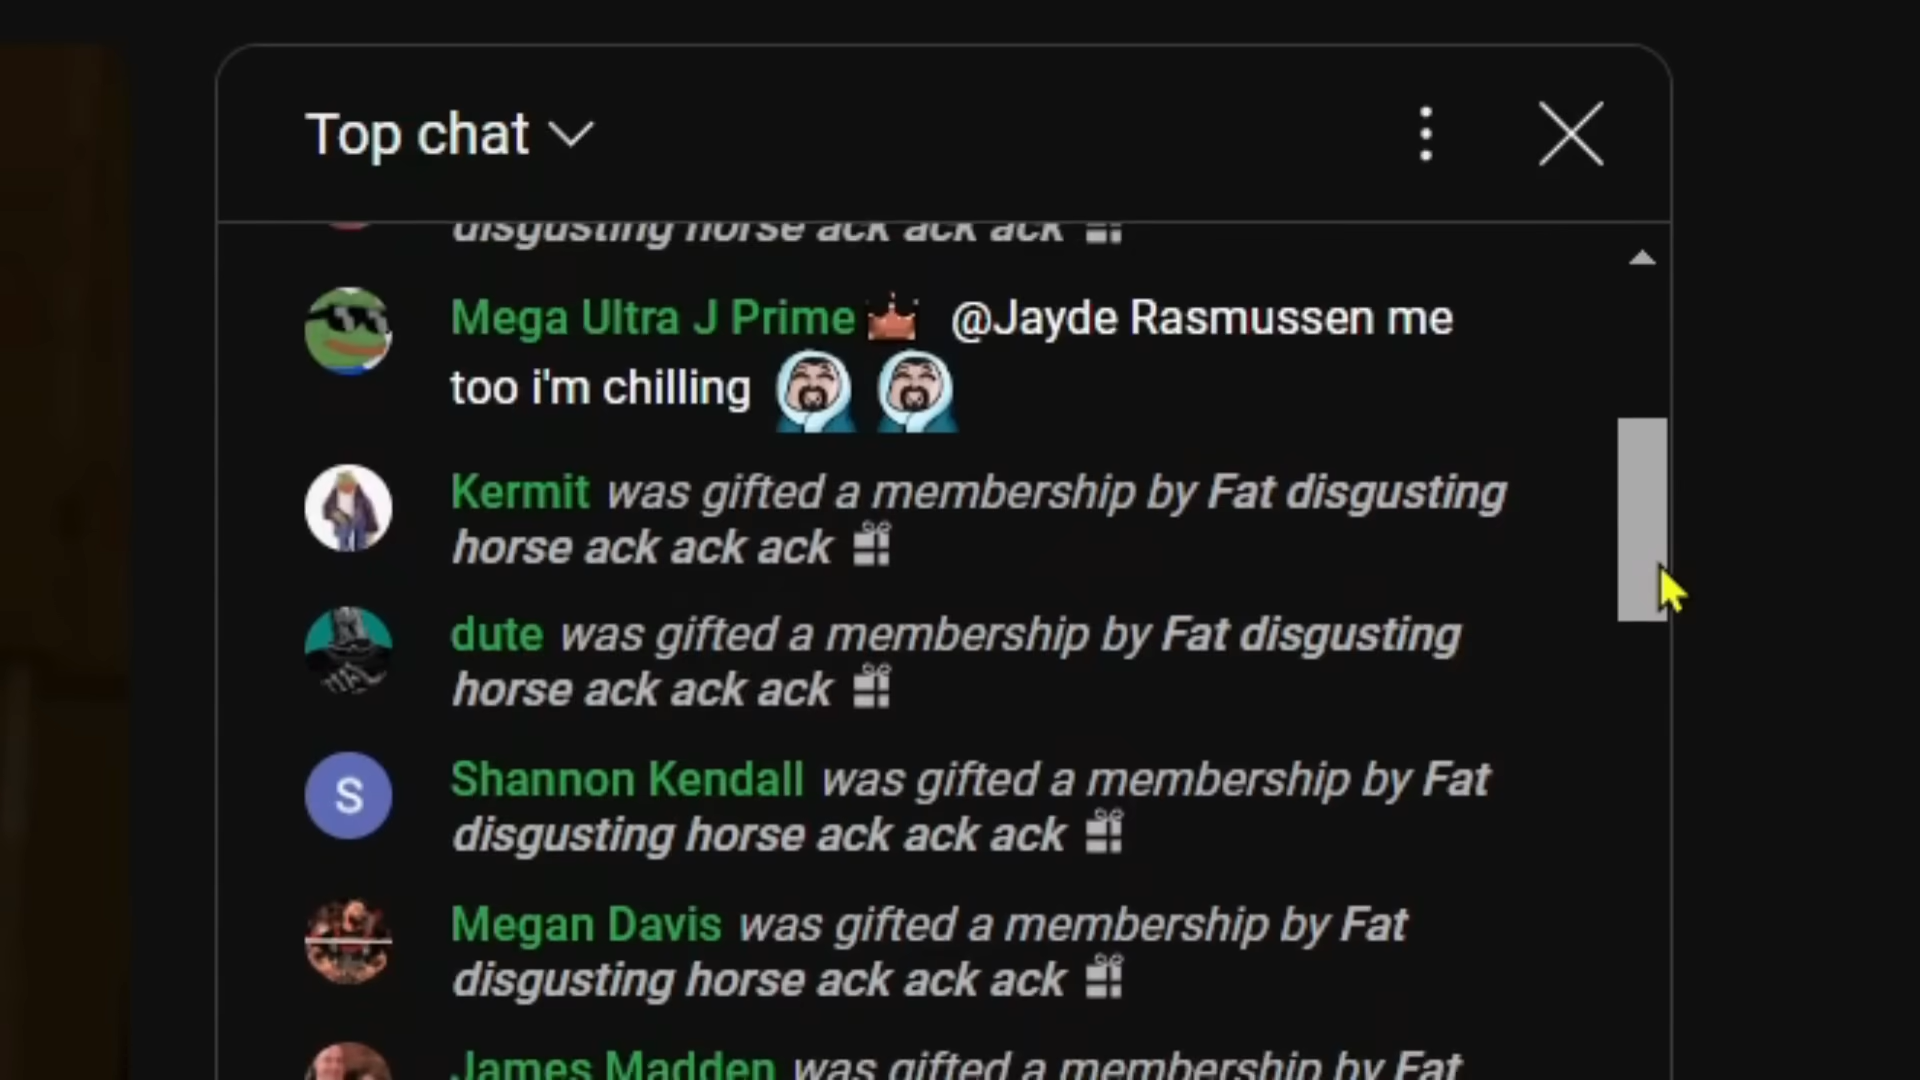 Top chat
disgusting horse ack ack ack
Mega Ultra J Prime @Jayde Rasmussen me
too i'm chilling
Kermit was gifted a membership by Fat disgusting
horse ack ack ack
dute was gifted a membership by Fat disgusting
horse ack ack ack
S
Shannon Kendall was gifted a membership by Fat
disgusting horse ack ack ack
Megan Davis was gifted a membership by Fat
disgusting horse ack ack ack
James Madden was gifted a membership by Fat